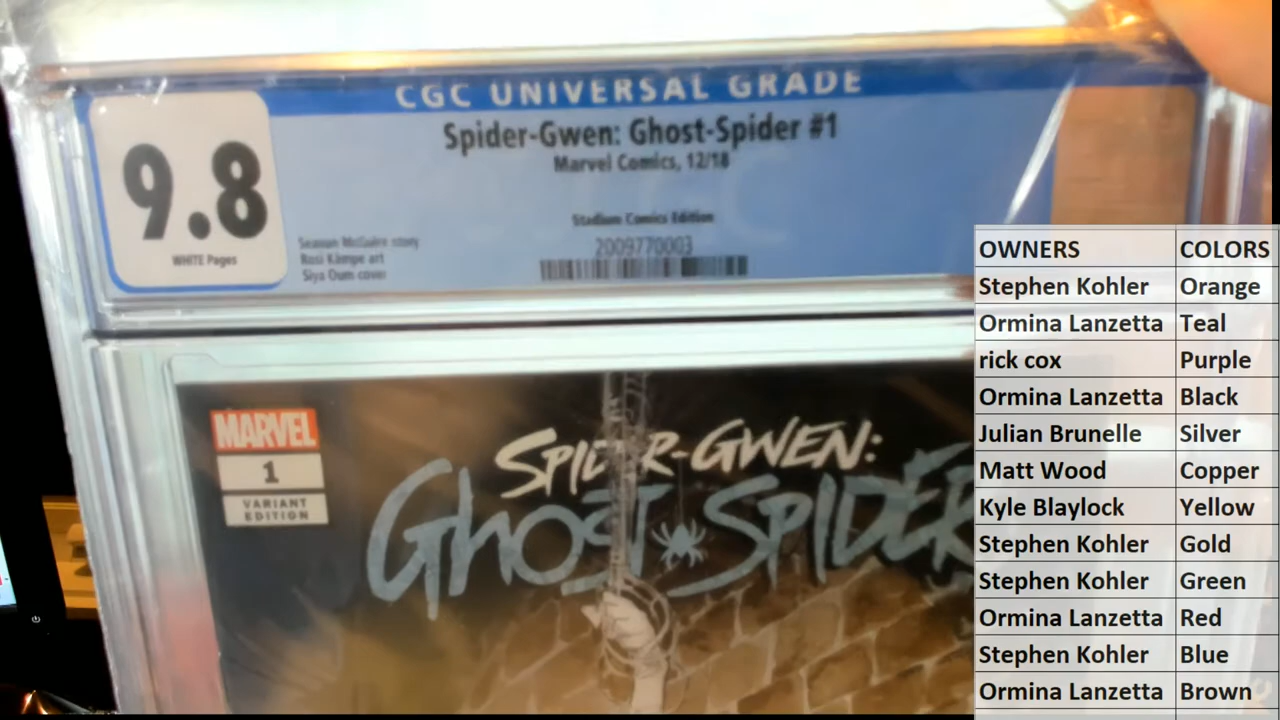 CGC UNIVERSAL GRADE
9.8
WHITE Pages
Spider-Gwen: Ghost-Spider #1
Marvel Comics, 12/18
Stadium Comics Edition
2009770003
Seanan McGuire story
Rosi Kämpe art
Siya Oum cover
MARVEL
1
VARIANT
EDITION
SPIDER-GWEN:
GHOST SPIDER
OWNERS COLORS
Stephen Kohler Orange
Ormina Lanzetta Teal
rick cox Purple
Ormina Lanzetta Black
Julian Brunelle Silver
Matt Wood Copper
Kyle Blaylock Yellow
Stephen Kohler Gold
Stephen Kohler Green
Ormina Lanzetta Red
Stephen Kohler Blue
Ormina Lanzetta Brown